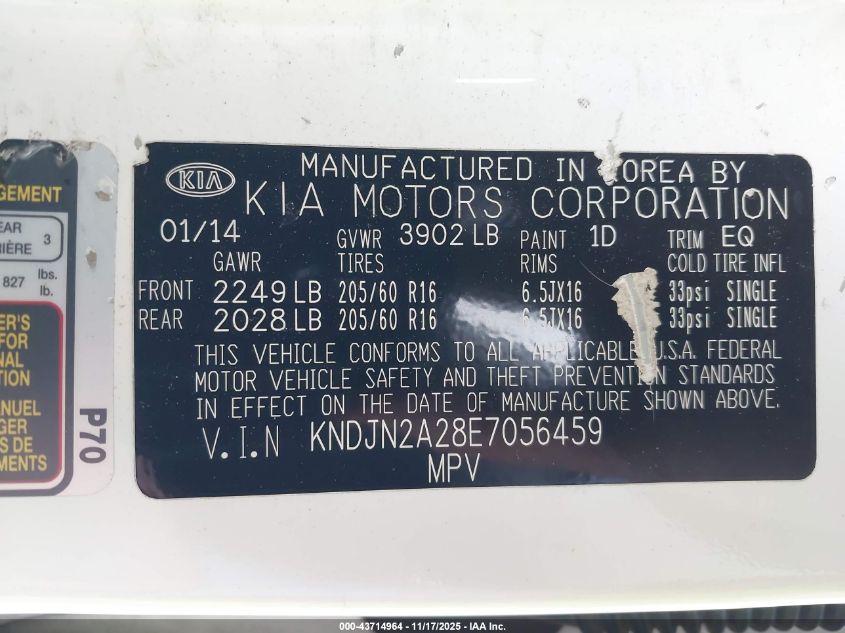 GEMENT
EAR
IÈRE 3
827 lbs.
lb.
ER'S
FOR
NAL
TION
ANUEL
GER
S DE
MENTS
P70
KIA
MANUFACTURED IN KOREA BY
KIA MOTORS CORPORATION
01/14 GVWR 3902 LB PAINT 1D TRIM EQ
GAWR TIRES RIMS COLD TIRE INFL
FRONT 2249 LB 205/60 R16 6.5JX16 33psi SINGLE
REAR 2028 LB 205/60 R16 6.5JX16 33psi SINGLE
THIS VEHICLE CONFORMS TO ALL APPLICABLE U.S.A. FEDERAL
MOTOR VEHICLE SAFETY AND THEFT PREVENTION STANDARDS
IN EFFECT ON THE DATE OF MANUFACTURE SHOWN ABOVE.
V.I.N KNDJN2A28E7056459
MPV
000-43714964 - 11/17/2025 - IAA Inc.